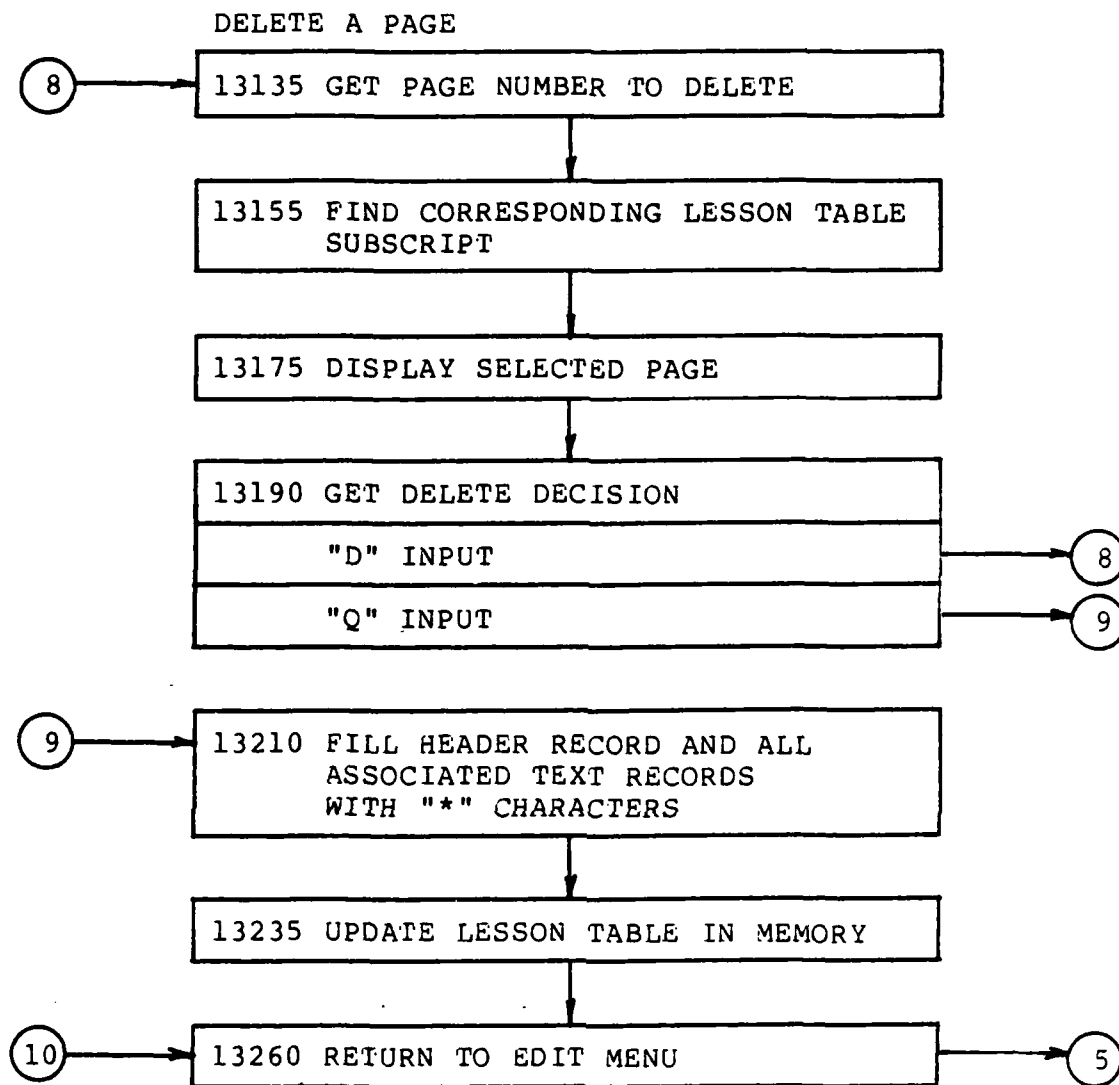 DELETE A PAGE
8
13135 GET PAGE NUMBER TO DELETE
13155 FIND CORRESPONDING LESSON TABLE
SUBSCRIPT
13175 DISPLAY SELECTED PAGE
13190 GET DELETE DECISION
"D" INPUT
8
"Q" INPUT
9
9
13210 FILL HEADER RECORD AND ALL
ASSOCIATED TEXT RECORDS
WITH "*" CHARACTERS
13235 UPDATE LESSON TABLE IN MEMORY
10
13260 RETURN TO EDIT MENU
5